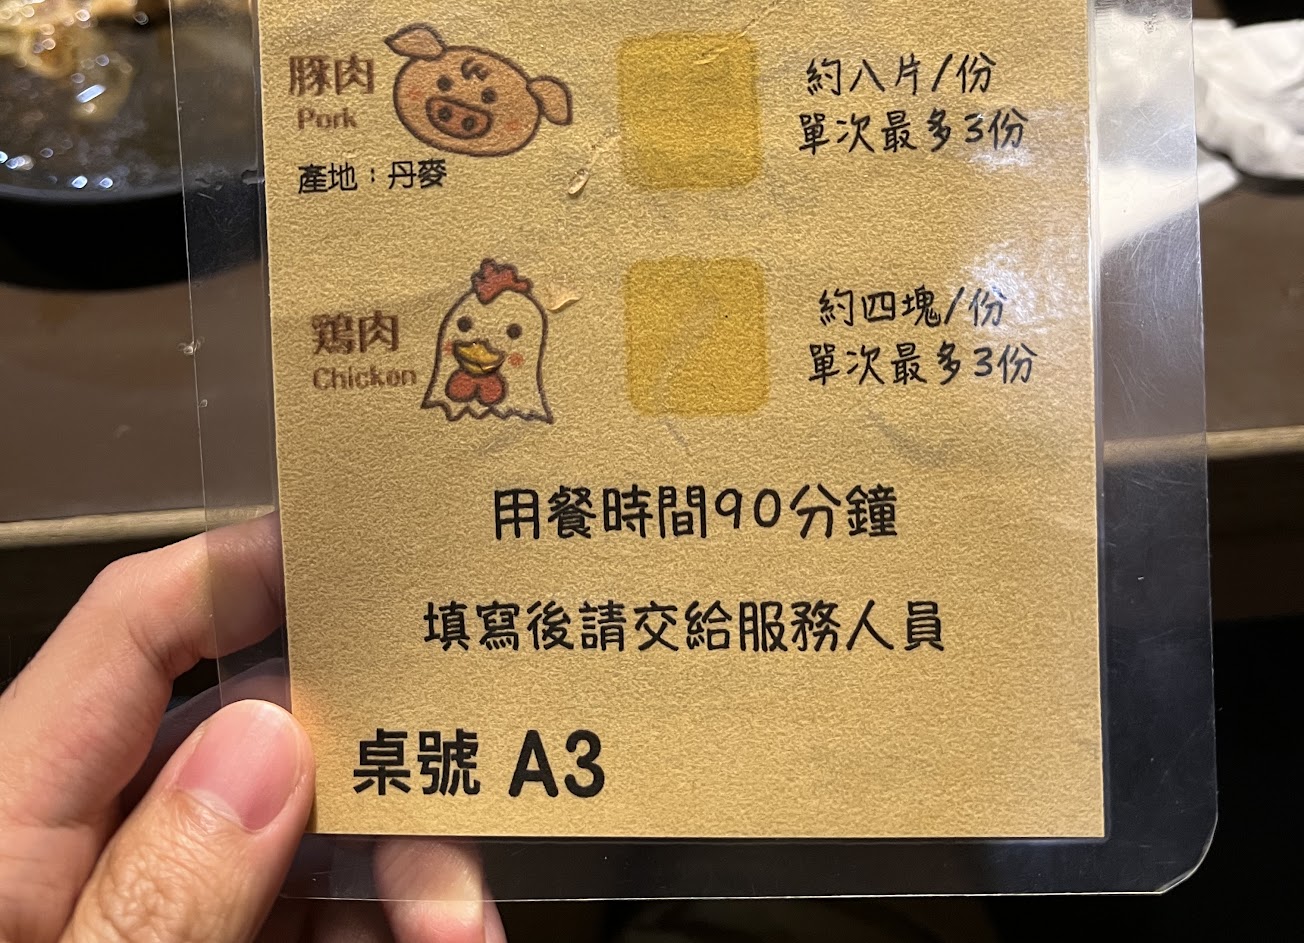 豚肉
Pork
產地：丹麥
約八片/份
單次最多3份
鶏肉
Chicken
約四塊/份
單次最多3份
用餐時間90分鐘
填寫後請交給服務人員
桌號 A3